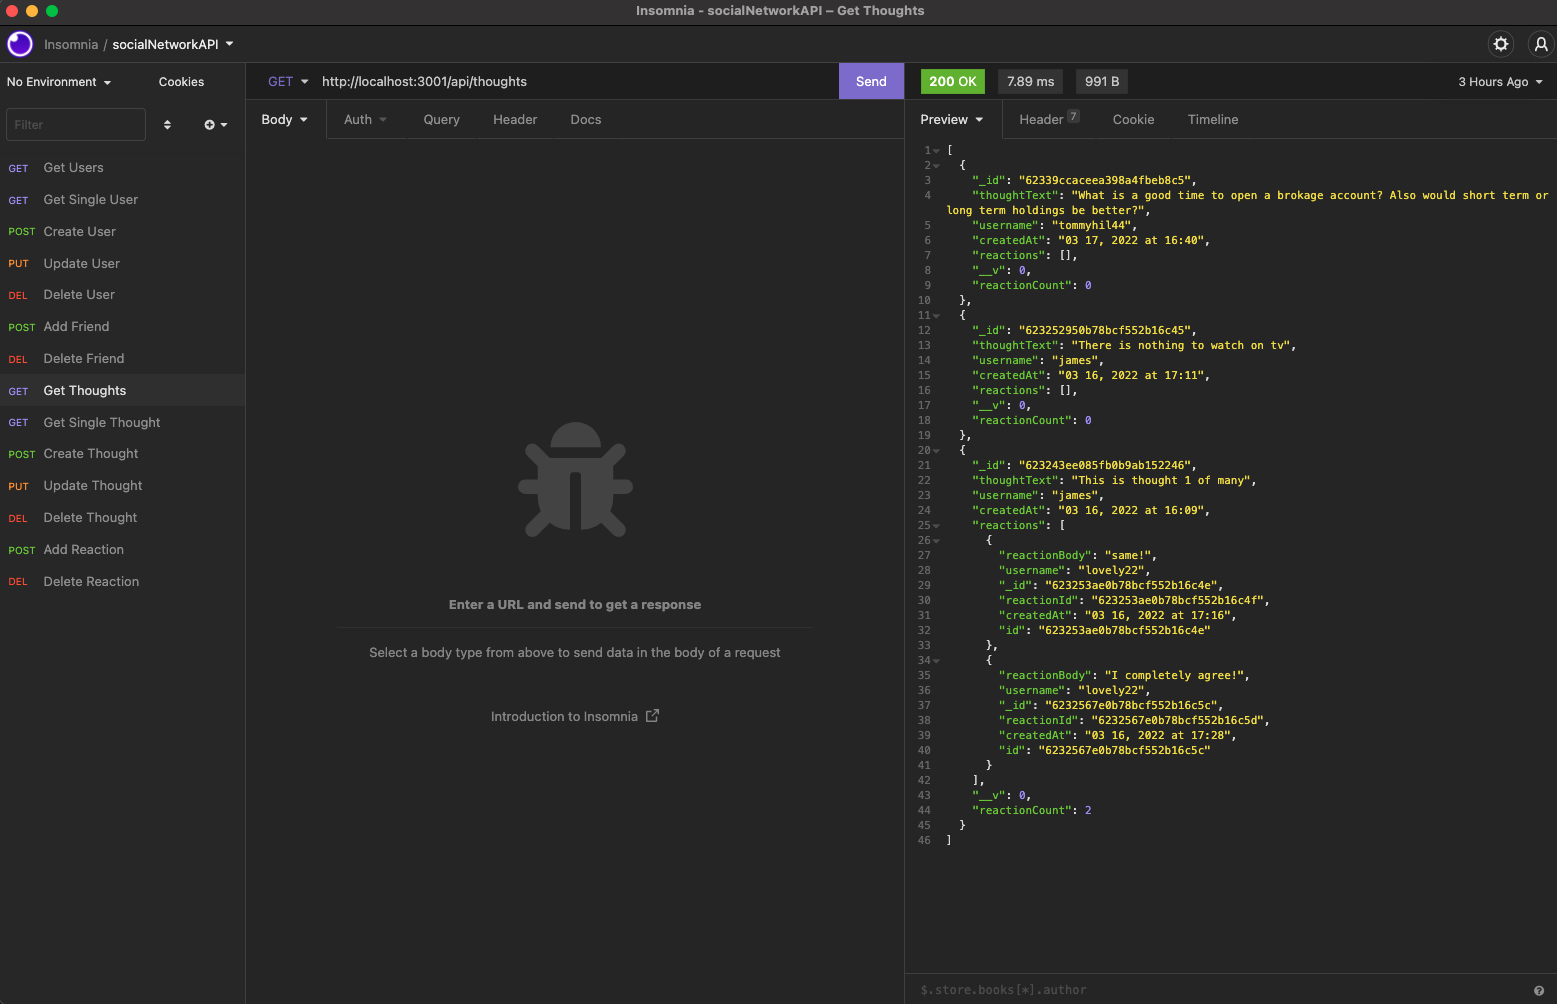 Insomnia - socialNetworkAPI – Get Thoughts
Insomnia / socialNetworkAPI
No Environment Cookies
Filter
GET Get Users
GET Get Single User
POST Create User
PUT Update User
DEL Delete User
POST Add Friend
DEL Delete Friend
GET Get Thoughts
GET Get Single Thought
POST Create Thought
PUT Update Thought
DEL Delete Thought
POST Add Reaction
DEL Delete Reaction
GET http://localhost:3001/api/thoughts Send
Body Auth Query Header Docs
Enter a URL and send to get a response
Select a body type from above to send data in the body of a request
Introduction to Insomnia
200 OK 7.89 ms 991 B 3 Hours Ago
Preview Header 7 Cookie Timeline
1 [
2 {
3 "_id": "62339ccaceea398a4fbeb8c5",
4 "thoughtText": "What is a good time to open a brokage account? Also would short term or
long term holdings be better?",
5 "username": "tommyhil44",
6 "createdAt": "03 17, 2022 at 16:40",
7 "reactions": [],
8 "__v": 0,
9 "reactionCount": 0
10 },
11 {
12 "_id": "623252950b78bcf552b16c45",
13 "thoughtText": "There is nothing to watch on tv",
14 "username": "james",
15 "createdAt": "03 16, 2022 at 17:11",
16 "reactions": [],
17 "__v": 0,
18 "reactionCount": 0
19 },
20 {
21 "_id": "623243ee085fb0b9ab152246",
22 "thoughtText": "This is thought 1 of many",
23 "username": "james",
24 "createdAt": "03 16, 2022 at 16:09",
25 "reactions": [
26 {
27 "reactionBody": "same!",
28 "username": "lovely22",
29 "_id": "623253ae0b78bcf552b16c4e",
30 "reactionId": "623253ae0b78bcf552b16c4f",
31 "createdAt": "03 16, 2022 at 17:16",
32 "id": "623253ae0b78bcf552b16c4e"
33 },
34 {
35 "reactionBody": "I completely agree!",
36 "username": "lovely22",
37 "_id": "6232567e0b78bcf552b16c5c",
38 "reactionId": "6232567e0b78bcf552b16c5d",
39 "createdAt": "03 16, 2022 at 17:28",
40 "id": "6232567e0b78bcf552b16c5c"
41 }
42 ],
43 "__v": 0,
44 "reactionCount": 2
45 }
46 ]
$.store.books[*].author